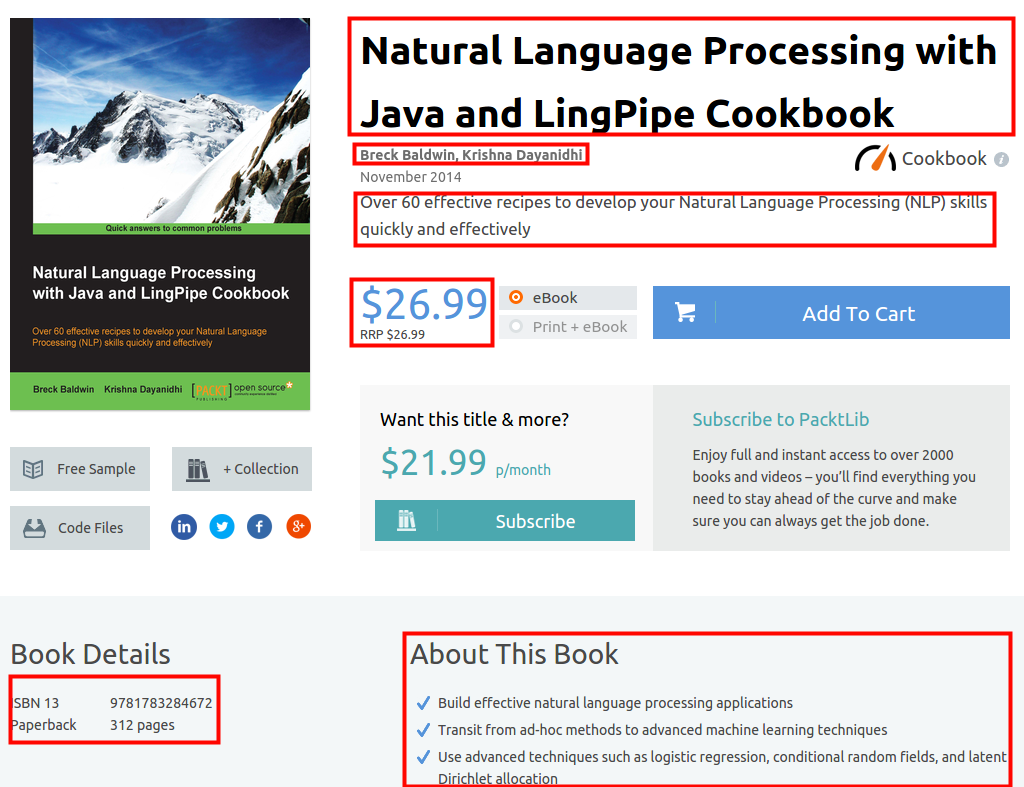 Quick answers to common problems
Natural Language Processing
with Java and LingPipe Cookbook
Over 60 effective recipes to develop your Natural Language
Processing (NLP) skills quickly and effectively
Breck Baldwin Krishna Dayanidhi
[PACKT]
PUBLISHING
open source*
community experience distilled
Free Sample
+ Collection
Code Files
in
f
g+
Natural Language Processing with
Java and LingPipe Cookbook
Breck Baldwin, Krishna Dayanidhi
November 2014
Cookbook i
Over 60 effective recipes to develop your Natural Language Processing (NLP) skills
quickly and effectively
$26.99
RRP $26.99
eBook
Print + eBook
Add To Cart
Want this title & more?
$21.99 p/month
Subscribe
Subscribe to PacktLib
Enjoy full and instant access to over 2000
books and videos – you’ll find everything you
need to stay ahead of the curve and make
sure you can always get the job done.
Book Details
ISBN 13 9781783284672
Paperback 312 pages
About This Book
Build effective natural language processing applications
Transit from ad-hoc methods to advanced machine learning techniques
Use advanced techniques such as logistic regression, conditional random fields, and latent
Dirichlet allocation